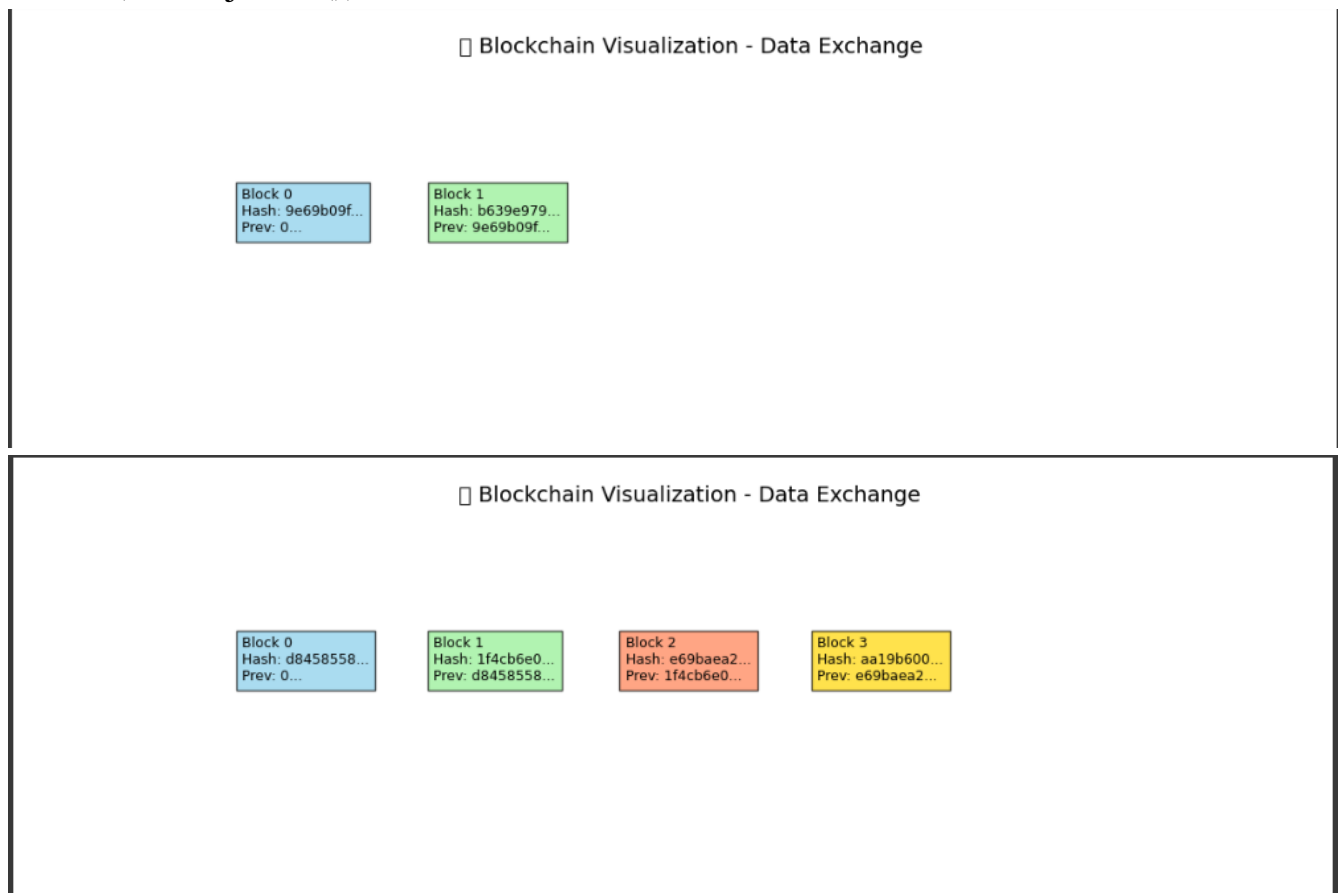 Blockchain Visualization - Data Exchange
Block 0
Hash: 9e69b09f...
Prev: 0...
Block 1
Hash: b639e979...
Prev: 9e69b09f...
Blockchain Visualization - Data Exchange
Block 0
Hash: d8458558...
Prev: 0...
Block 1
Hash: 1f4cb6e0...
Prev: d8458558...
Block 2
Hash: e69baea2...
Prev: 1f4cb6e0...
Block 3
Hash: aa19b600...
Prev: e69baea2...